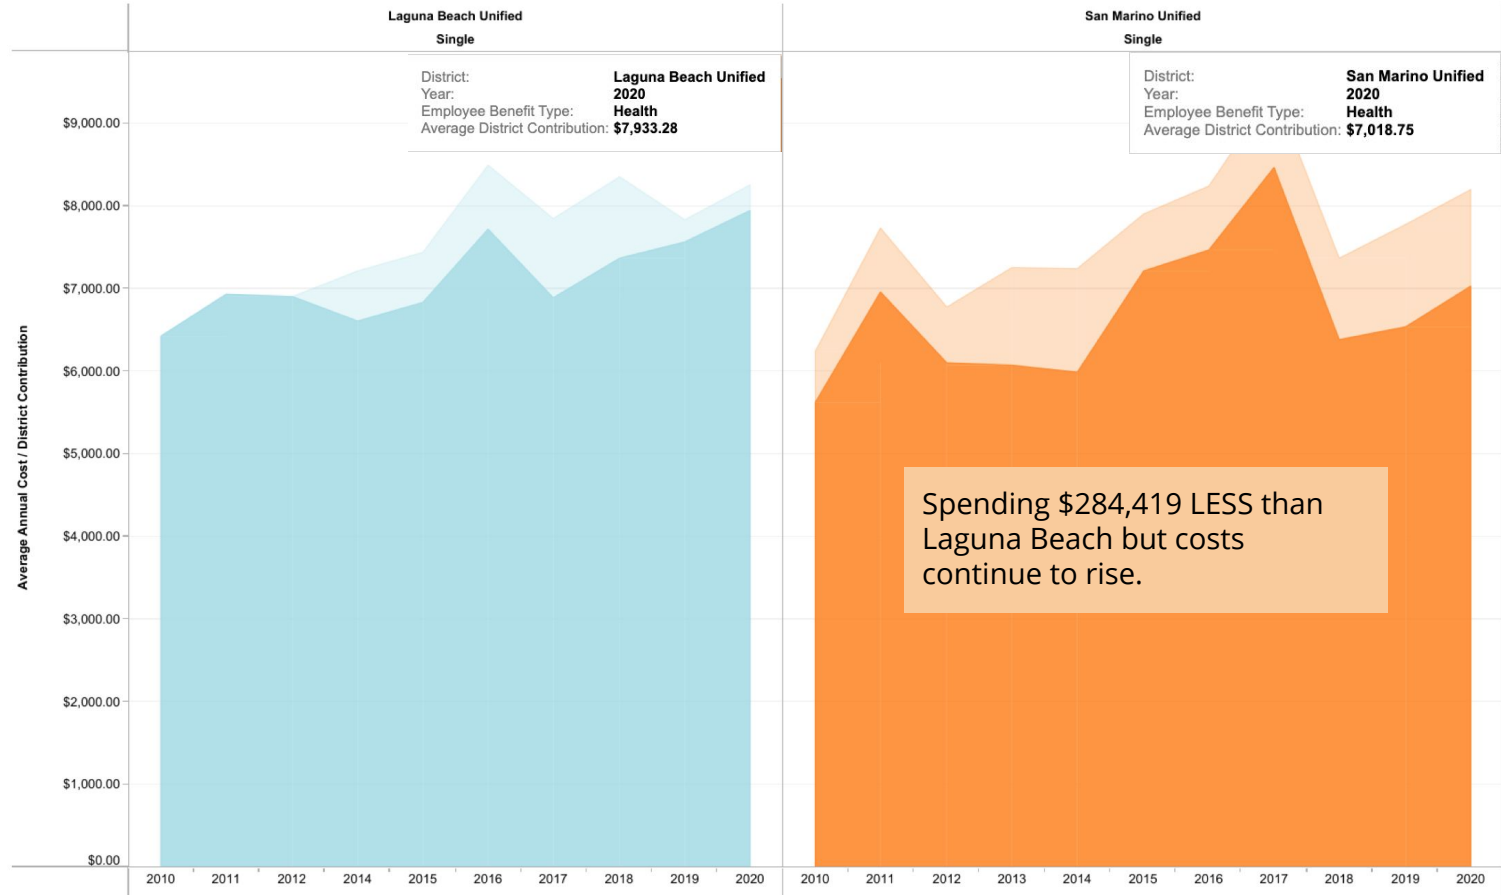 Laguna Beach Unified
Single
San Marino Unified
Single
District: Laguna Beach Unified
Year: 2020
Employee Benefit Type: Health
Average District Contribution: $7,933.28
District: San Marino Unified
Year: 2020
Employee Benefit Type: Health
Average District Contribution: $7,018.75
Average Annual Cost / District Contribution
$9,000.00
$8,000.00
$7,000.00
$6,000.00
$5,000.00
$4,000.00
$3,000.00
$2,000.00
$1,000.00
$0.00
Spending $284,419 LESS than
Laguna Beach but costs
continue to rise.
2010 2011 2012 2014 2015 2016 2017 2018 2019 2020
2010 2011 2012 2013 2014 2015 2016 2017 2018 2019 2020